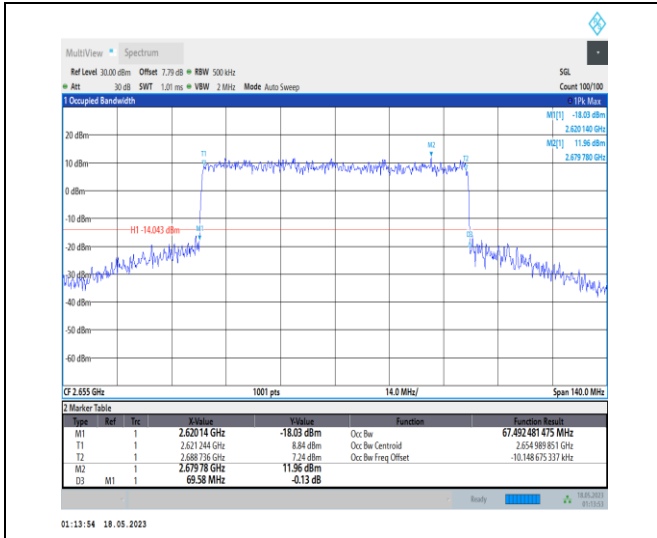 MultiView Spectrum
Ref Level 30.00 dBm Offset 7.79 dB RBW 500 kHz SGL
Att 30 dB SWT 1.01 ms VBW 2 MHz Mode Auto Sweep Count 100/100
1 Occupied Bandwidth 1Pk Max
M1[1] -18.03 dBm
2.620 140 GHz
M2[1] 11.96 dBm
2.679 780 GHz
20 dBm
M2
T1 T2
10 dBm
0 dBm
-10 dBm
H1 -14.043 dBm M1
D3
-20 dBm
-30 dBm
-40 dBm
-50 dBm
-60 dBm
CF 2.655 GHz 1001 pts 14.0 MHz/ Span 140.0 MHz
2 Marker Table
Type Ref Trc X-Value Y-Value Function Function Result
M1 1 2.62014 GHz -18.03 dBm Occ Bw 67.492 481 475 MHz
T1 1 2.621 244 GHz 8.84 dBm Occ Bw Centroid 2.654 989 851 GHz
T2 1 2.688 736 GHz 7.24 dBm Occ Bw Freq Offset -10.148 675 337 kHz
M2 1 2.679 78 GHz 11.96 dBm
D3 M1 1 69.58 MHz -0.13 dB
Ready 18.05.2023
01:13:53
01:13:54 18.05.2023